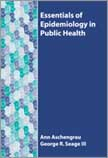 Essentials of
Epidemiology in
Public Health
Ann Aschengrau
George R. Seage III